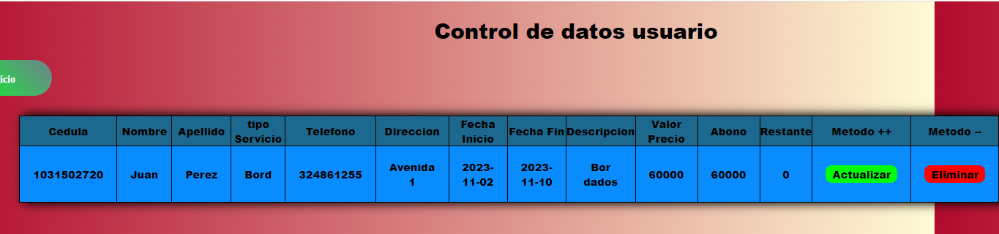 Control de datos usuario
icio
Cedula Nombre Apellido tipo Servicio Telefono Direccion Fecha Inicio Fecha Fin Descripcion Valor Precio Abono Restante Metodo ++ Metodo --
1031502720 Juan Perez Bord 324861255 Avenida 1 2023-11-02 2023-11-10 Bor dados 60000 60000 0 Actualizar Eliminar